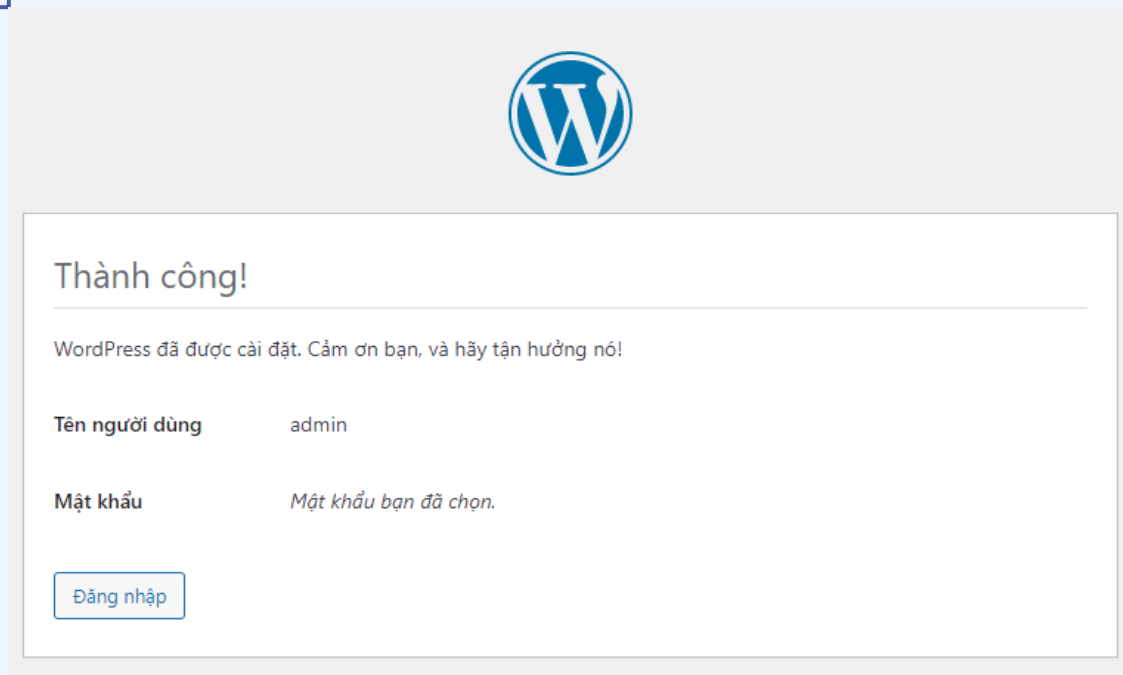 Thành công!
WordPress đã được cài đặt. Cảm ơn bạn, và hãy tận hưởng nó!
Tên người dùng admin
Mật khẩu Mật khẩu bạn đã chọn.
Đăng nhập